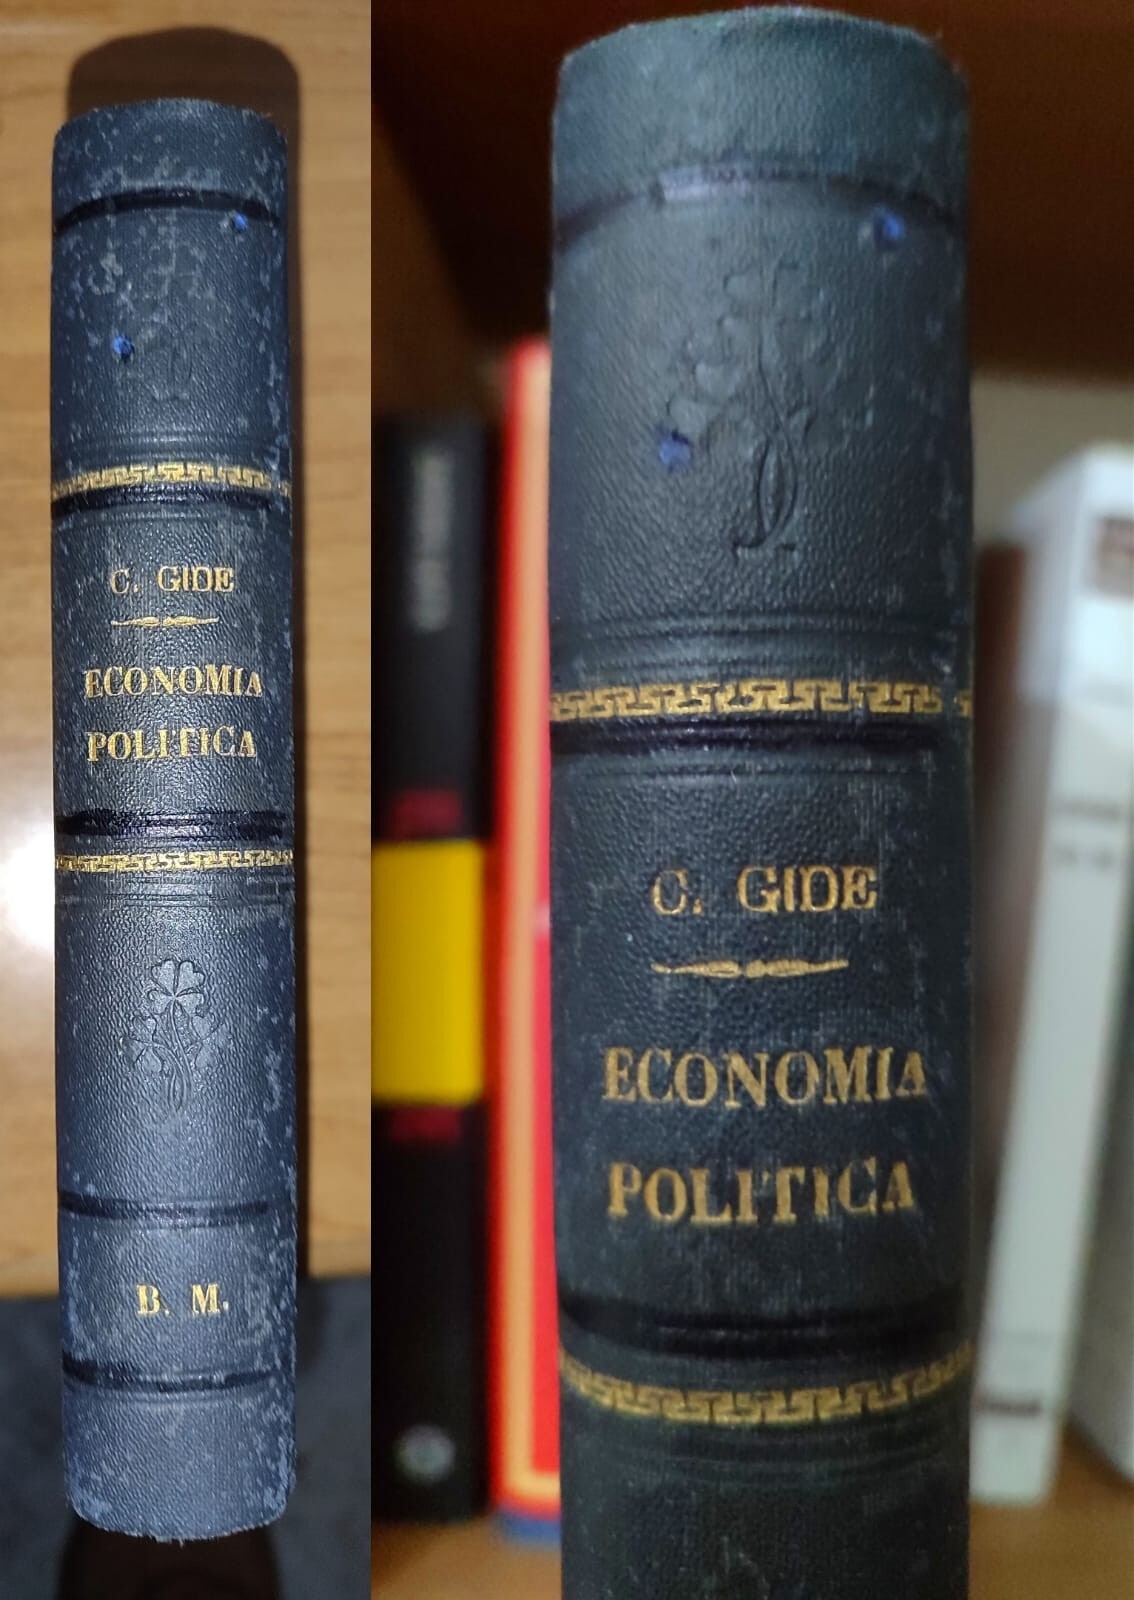 C. GIDE
ECONOMIA
POLITICA
B. M.
C. GIDE
ECONOMIA
POLITICA